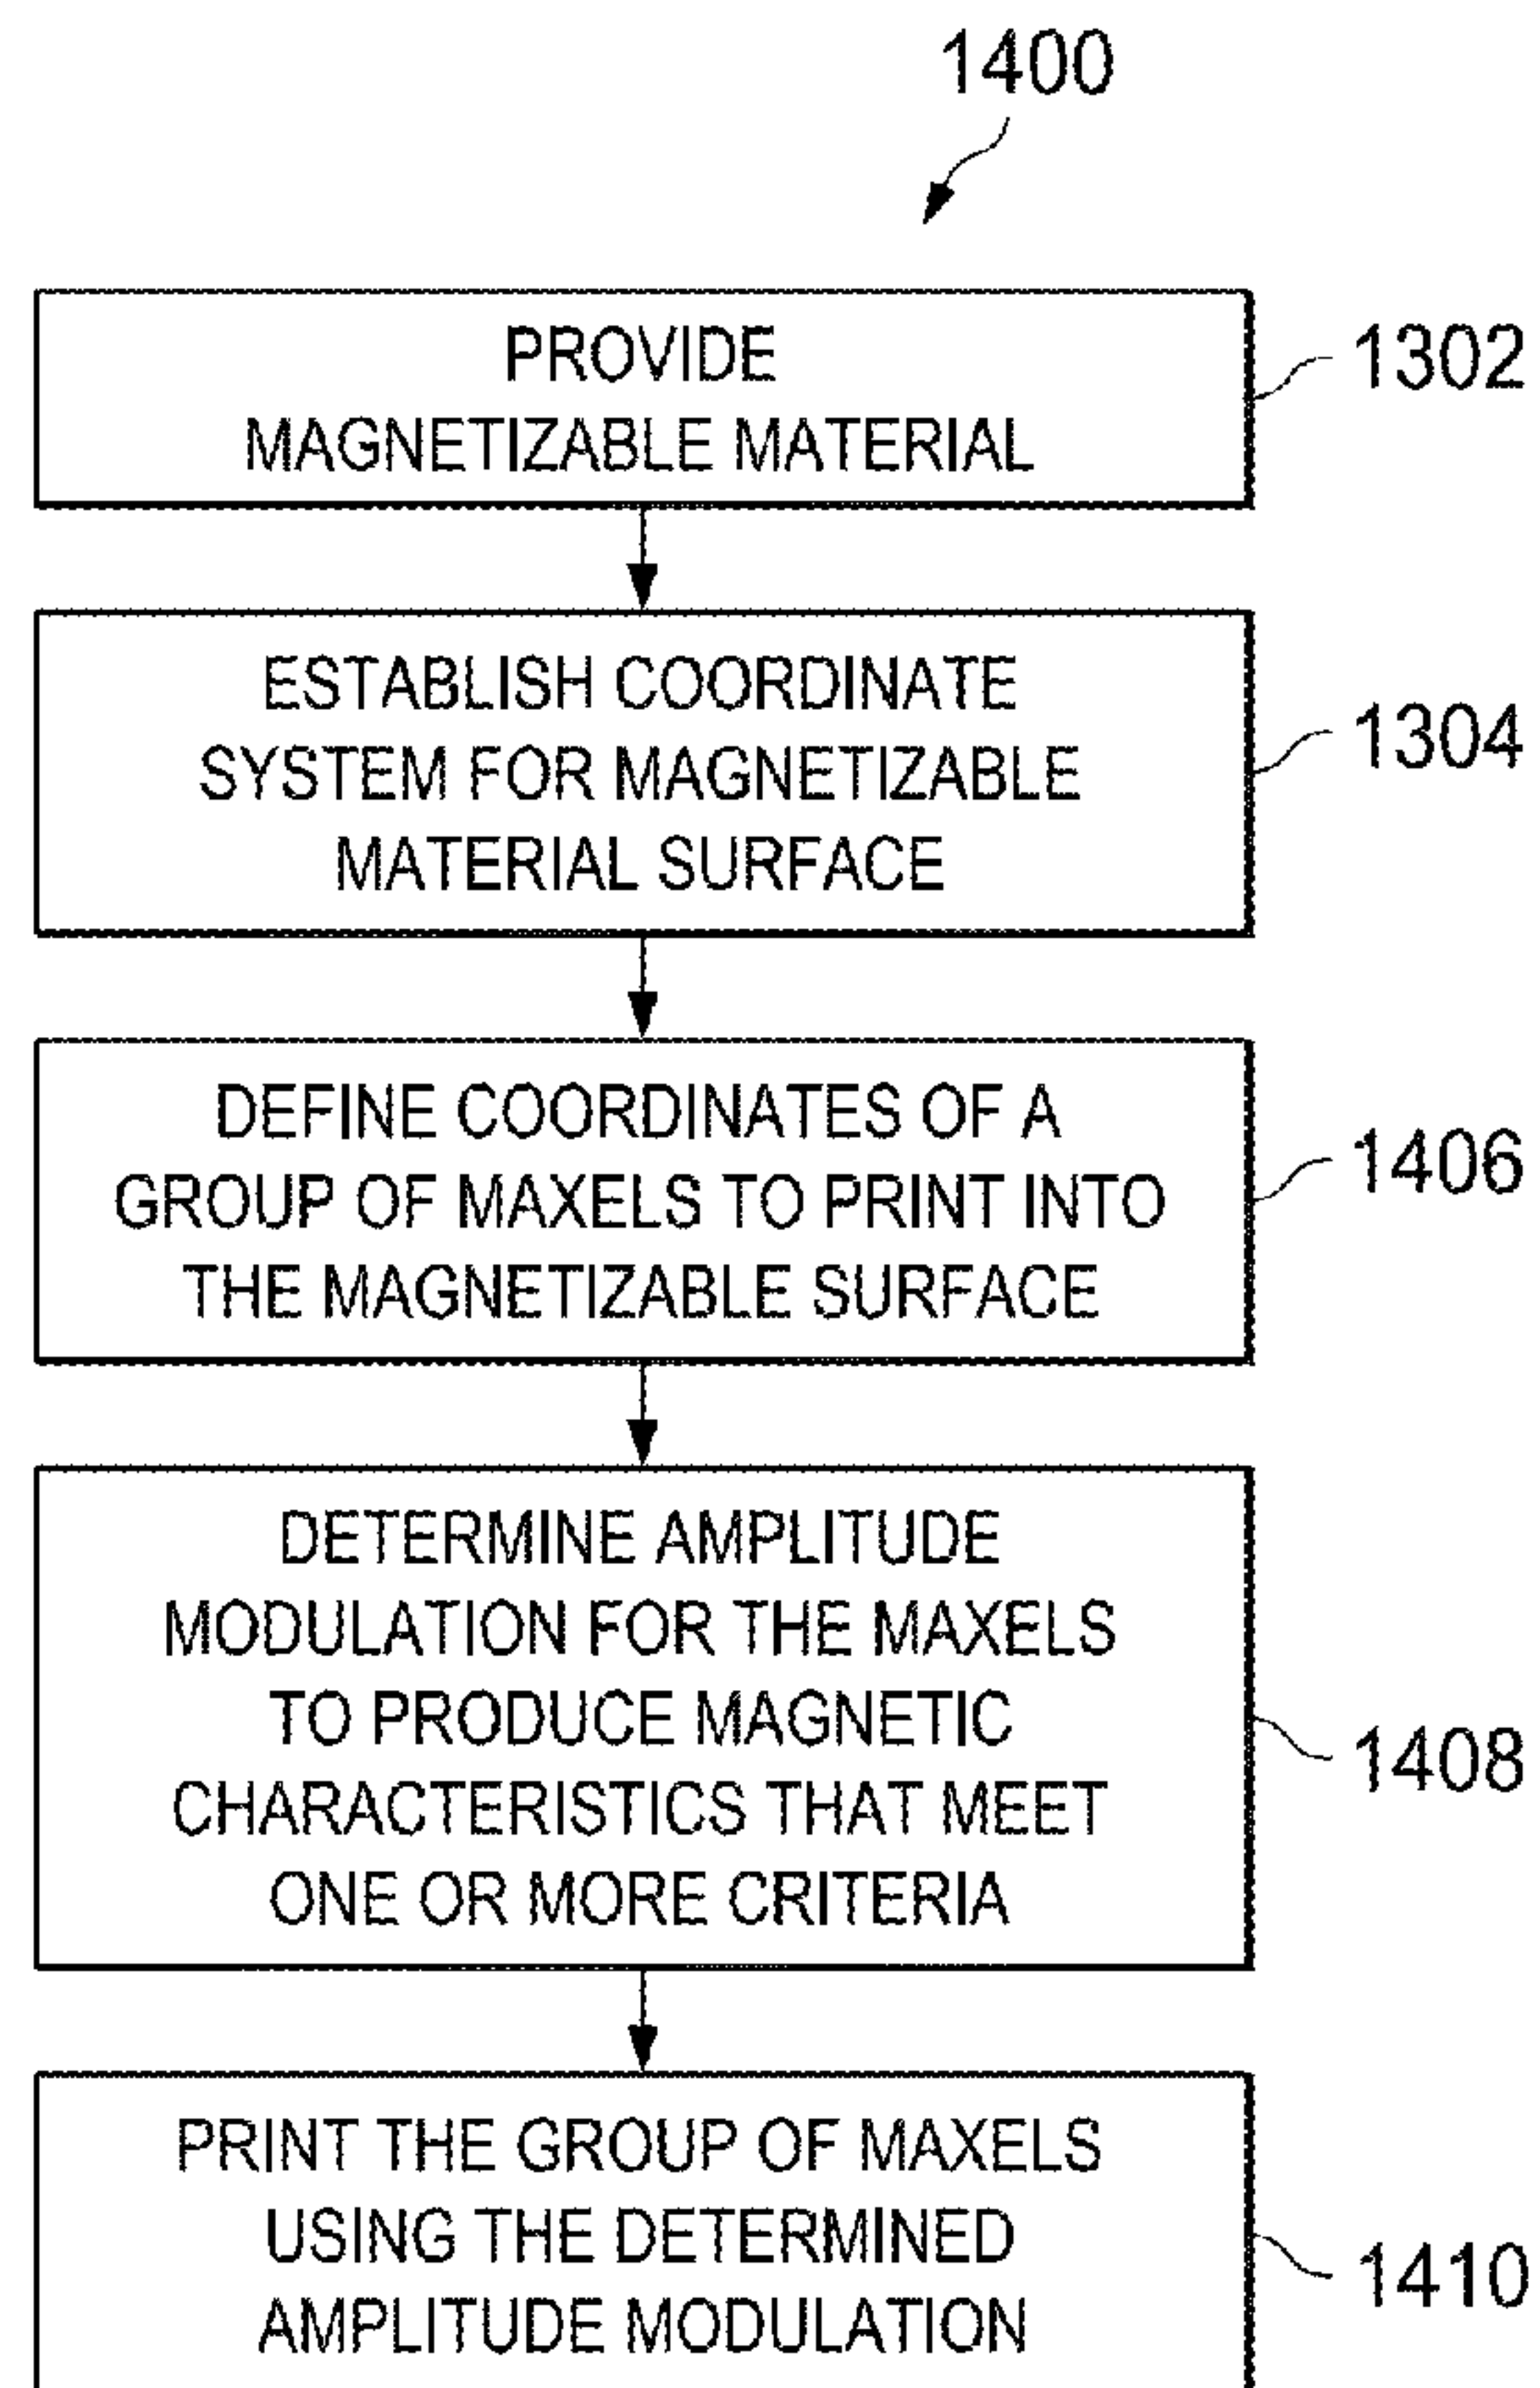 1400
PROVIDE
MAGNETIZABLE MATERIAL
1302
ESTABLISH COORDINATE
SYSTEM FOR MAGNETIZABLE
MATERIAL SURFACE
1304
DEFINE COORDINATES OF A
GROUP OF MAXELS TO PRINT INTO
THE MAGNETIZABLE SURFACE
1406
DETERMINE AMPLITUDE
MODULATION FOR THE MAXELS
TO PRODUCE MAGNETIC
CHARACTERISTICS THAT MEET
ONE OR MORE CRITERIA
1408
PRINT THE GROUP OF MAXELS
USING THE DETERMINED
AMPLITUDE MODULATION
1410